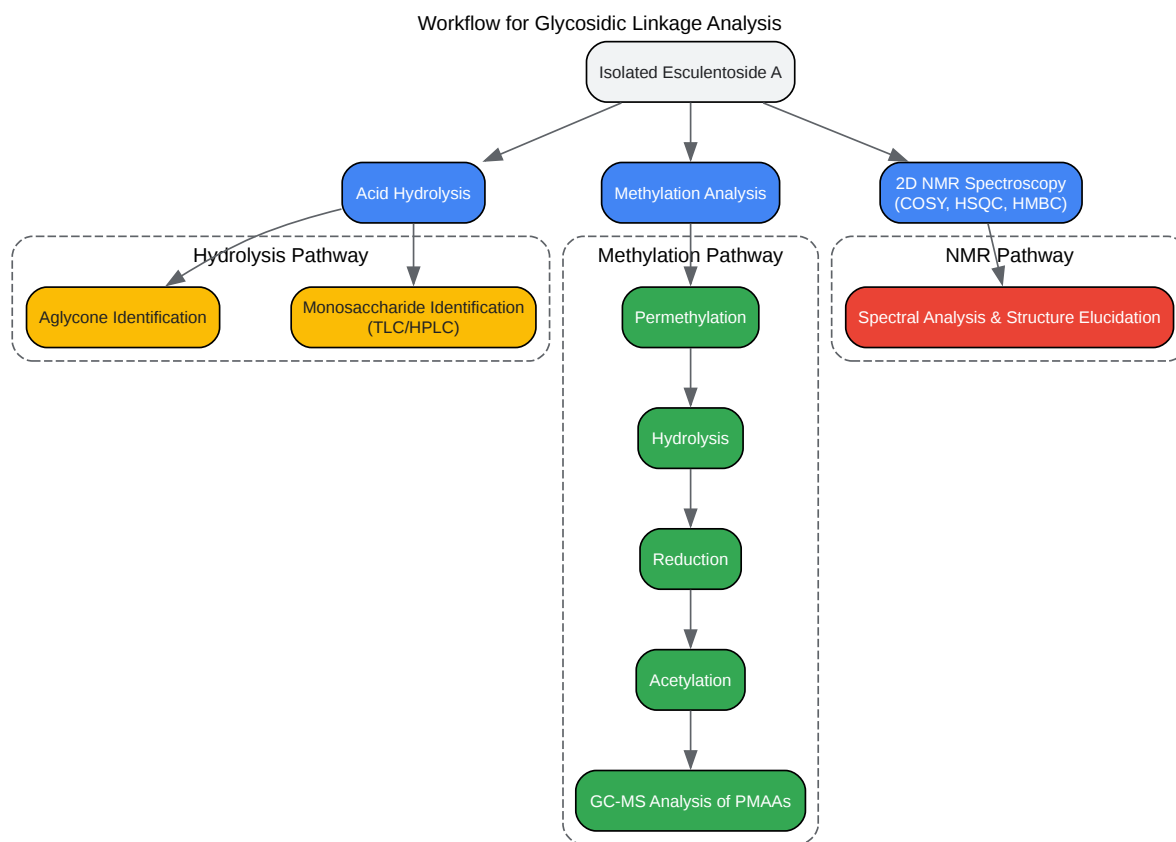 Workflow for Glycosidic Linkage Analysis
Isolated Esculentoside A
Acid Hydrolysis
Methylation Analysis
2D NMR Spectroscopy
(COSY, HSQC, HMBC)
Hydrolysis Pathway
Methylation Pathway
NMR Pathway
Aglycone Identification
Monosaccharide Identification
(TLC/HPLC)
Permethylation
Spectral Analysis & Structure Elucidation
Hydrolysis
Reduction
Acetylation
GC-MS Analysis of PMAAs